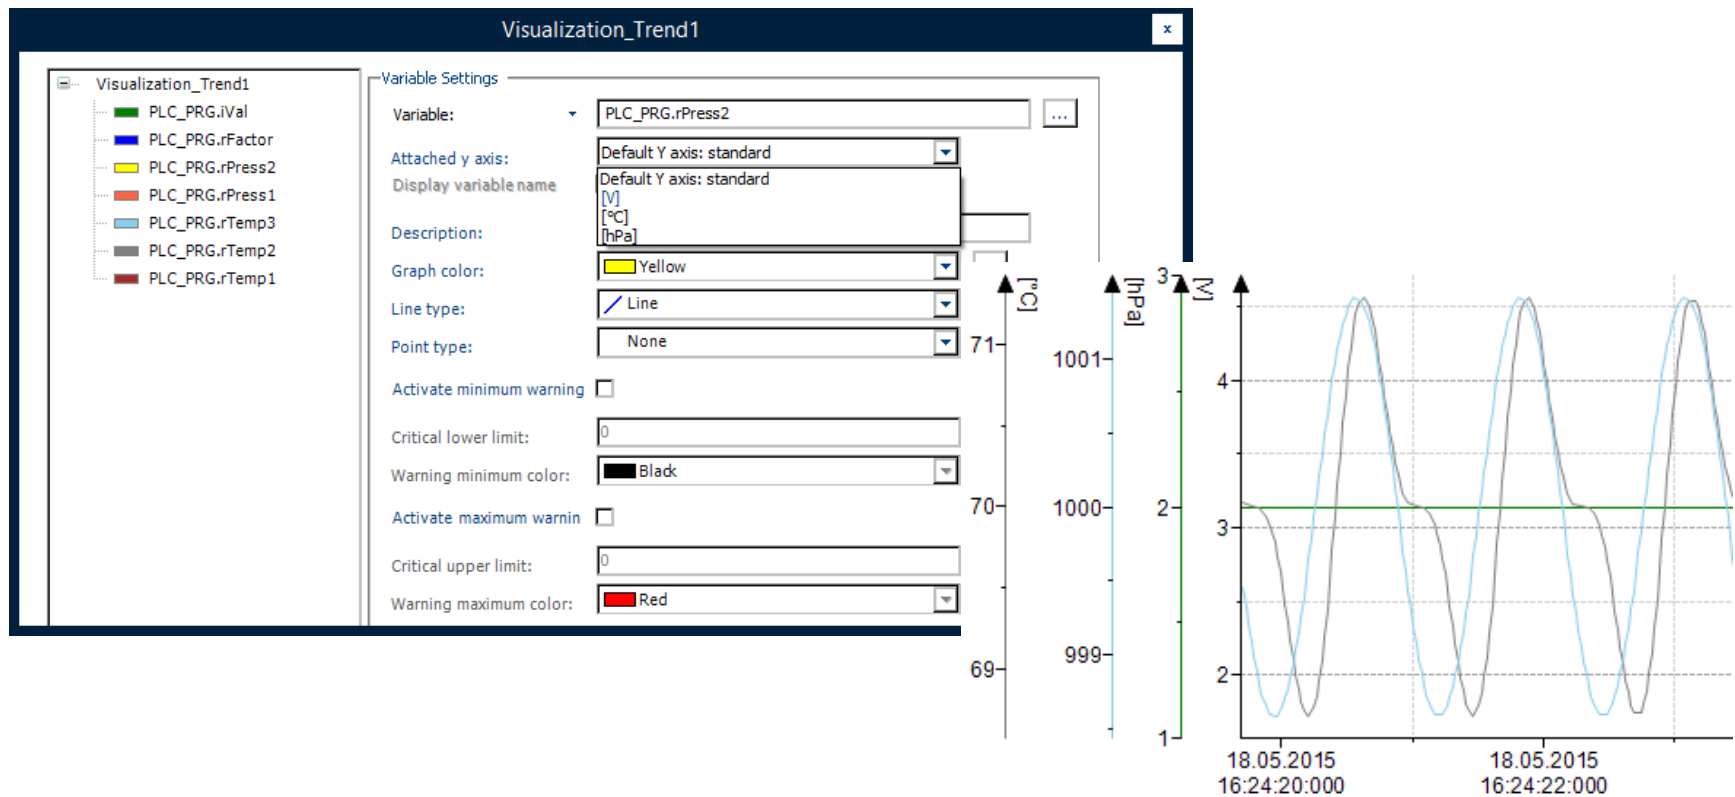 Visualization_Trend1
x
Visualization_Trend1
PLC_PRG.iVal
PLC_PRG.rFactor
PLC_PRG.rPress2
PLC_PRG.rPress1
PLC_PRG.rTemp3
PLC_PRG.rTemp2
PLC_PRG.rTemp1
Variable Settings
Variable: PLC_PRG.rPress2 ...
Attached y axis: Default Y axis: standard
Default Y axis: standard
[V]
[°C]
[hPa]
Display variable name
Description:
Graph color: Yellow
Line type: Line
Point type: None
Activate minimum warning
Critical lower limit: 0
Warning minimum color: Black
Activate maximum warnin
Critical upper limit: 0
Warning maximum color: Red
[°C]
71
70
69
[hPa]
1001
1000
999
[V]
3
2
1
4
3
2
18.05.2015
16:24:20:000
18.05.2015
16:24:22:000